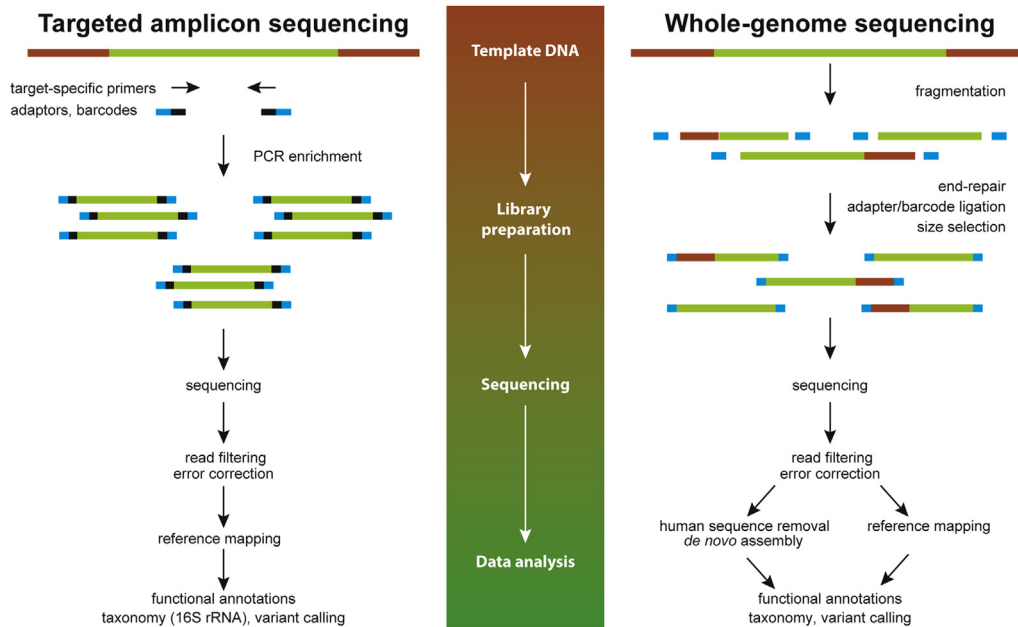 Targeted amplicon sequencing
target-specific primers
adaptors, barcodes
PCR enrichment
sequencing
read filtering
error correction
reference mapping
functional annotations
taxonomy (16S rRNA), variant calling
Template DNA
Library
preparation
Sequencing
Data analysis
Whole-genome sequencing
fragmentation
end-repair
adapter/barcode ligation
size selection
sequencing
read filtering
error correction
human sequence removal
de novo assembly
reference mapping
functional annotations
taxonomy, variant calling